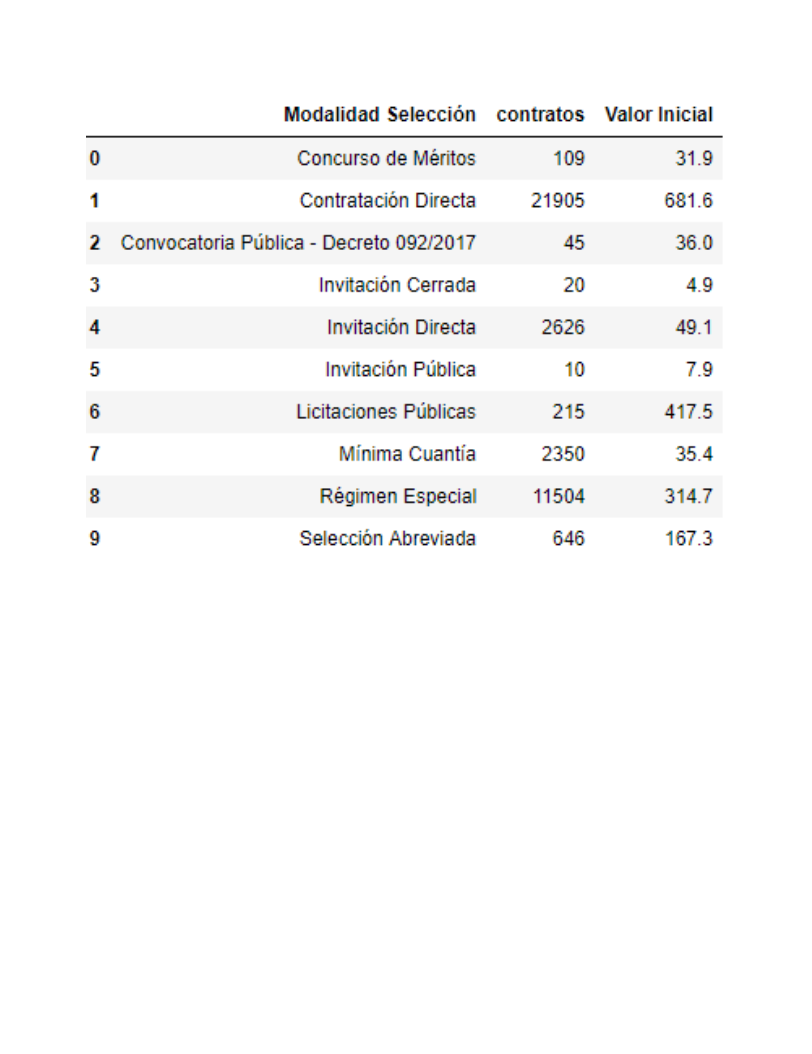 Modalidad Selección contratos Valor Inicial
0 Concurso de Méritos 109 31.9
1 Contratación Directa 21905 681.6
2 Convocatoria Pública - Decreto 092/2017 45 36.0
3 Invitación Cerrada 20 4.9
4 Invitación Directa 2626 49.1
5 Invitación Pública 10 7.9
6 Licitaciones Públicas 215 417.5
7 Mínima Cuantía 2350 35.4
8 Régimen Especial 11504 314.7
9 Selección Abreviada 646 167.3